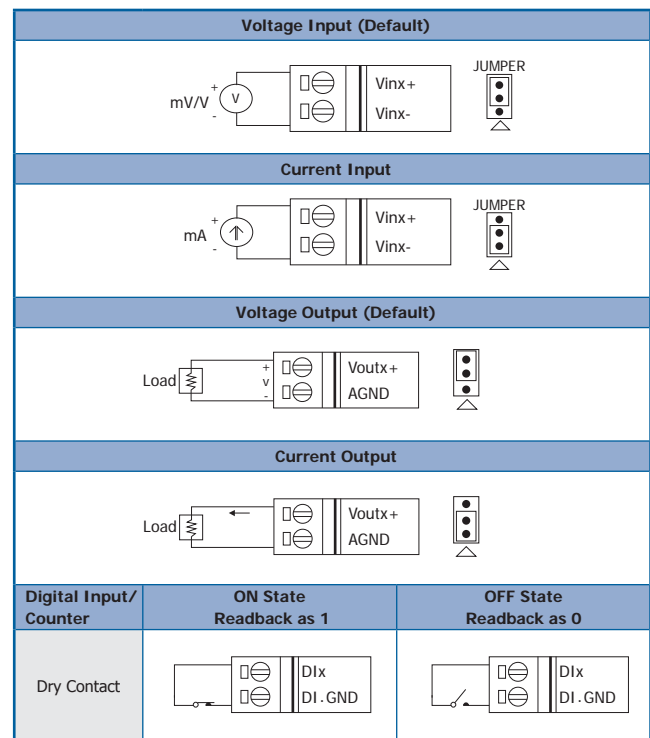 Voltage Input (Default)
mV/V
+
V
-
Vinx+
Vinx-
JUMPER
Current Input
mA
+
-
Vinx+
Vinx-
JUMPER
Voltage Output (Default)
Load
+
v
-
Voutx+
AGND
Current Output
Load
Voutx+
AGND
Digital Input/
Counter
ON State
Readback as 1
OFF State
Readback as 0
Dry Contact
DIx
DI.GND
DIx
DI.GND